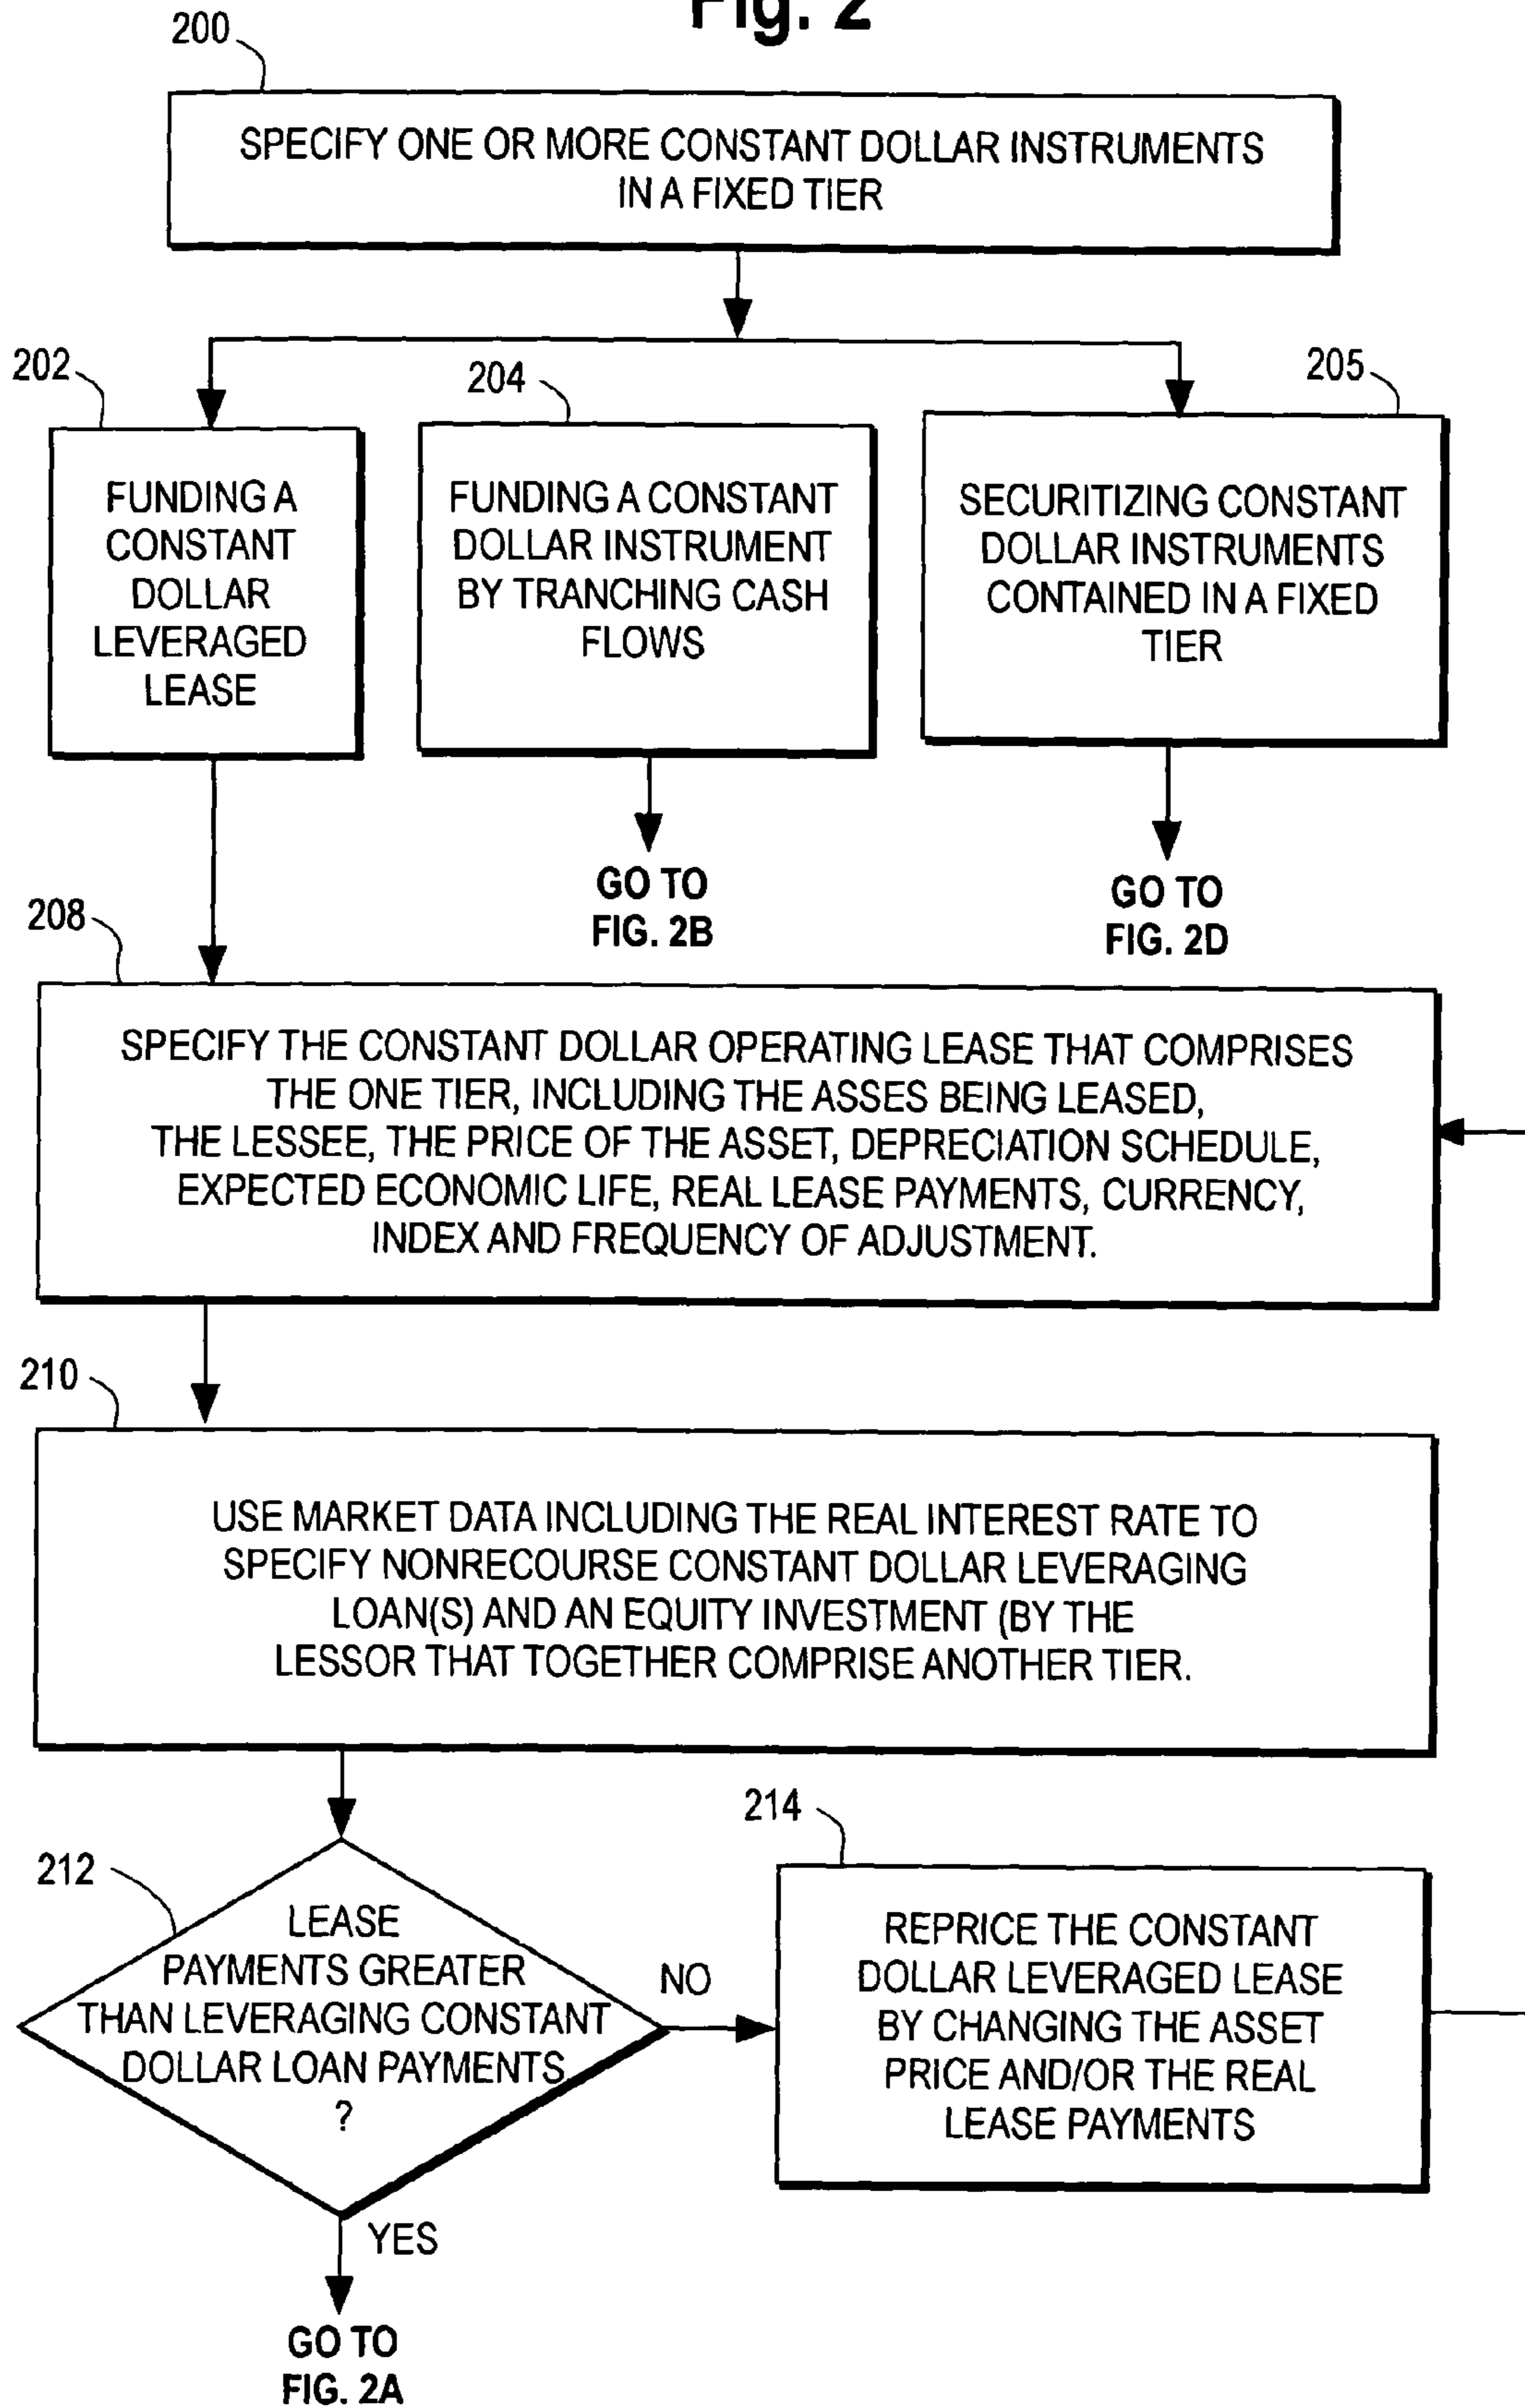 Fig. 2
200
SPECIFY ONE OR MORE CONSTANT DOLLAR INSTRUMENTS
IN A FIXED TIER
202
204
205
FUNDING A
CONSTANT
DOLLAR
LEVERAGED
LEASE
FUNDING A CONSTANT
DOLLAR INSTRUMENT
BY TRANCHING CASH
FLOWS
SECURITIZING CONSTANT
DOLLAR INSTRUMENTS
CONTAINED IN A FIXED
TIER
GO TO
FIG. 2B
GO TO
FIG. 2D
208
SPECIFY THE CONSTANT DOLLAR OPERATING LEASE THAT COMPRISES
THE ONE TIER, INCLUDING THE ASSES BEING LEASED,
THE LESSEE, THE PRICE OF THE ASSET, DEPRECIATION SCHEDULE,
EXPECTED ECONOMIC LIFE, REAL LEASE PAYMENTS, CURRENCY,
INDEX AND FREQUENCY OF ADJUSTMENT.
210
USE MARKET DATA INCLUDING THE REAL INTEREST RATE TO
SPECIFY NONRECOURSE CONSTANT DOLLAR LEVERAGING
LOAN(S) AND AN EQUITY INVESTMENT (BY THE
LESSOR THAT TOGETHER COMPRISE ANOTHER TIER.
212
LEASE
PAYMENTS GREATER
THAN LEVERAGING CONSTANT
DOLLAR LOAN PAYMENTS
?
NO
214
REPRICE THE CONSTANT
DOLLAR LEVERAGED LEASE
BY CHANGING THE ASSET
PRICE AND/OR THE REAL
LEASE PAYMENTS
YES
GO TO
FIG. 2A